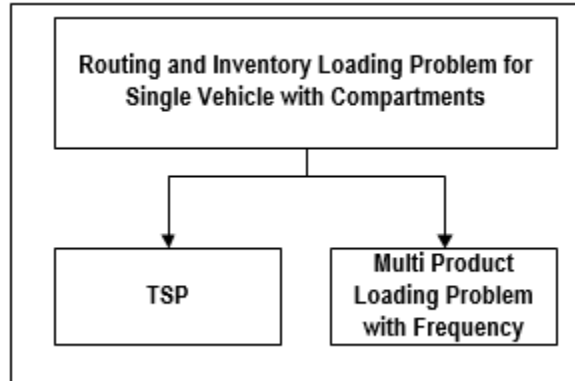 Routing and Inventory Loading Problem for
Single Vehicle with Compartments
TSP
Multi Product
Loading Problem
with Frequency